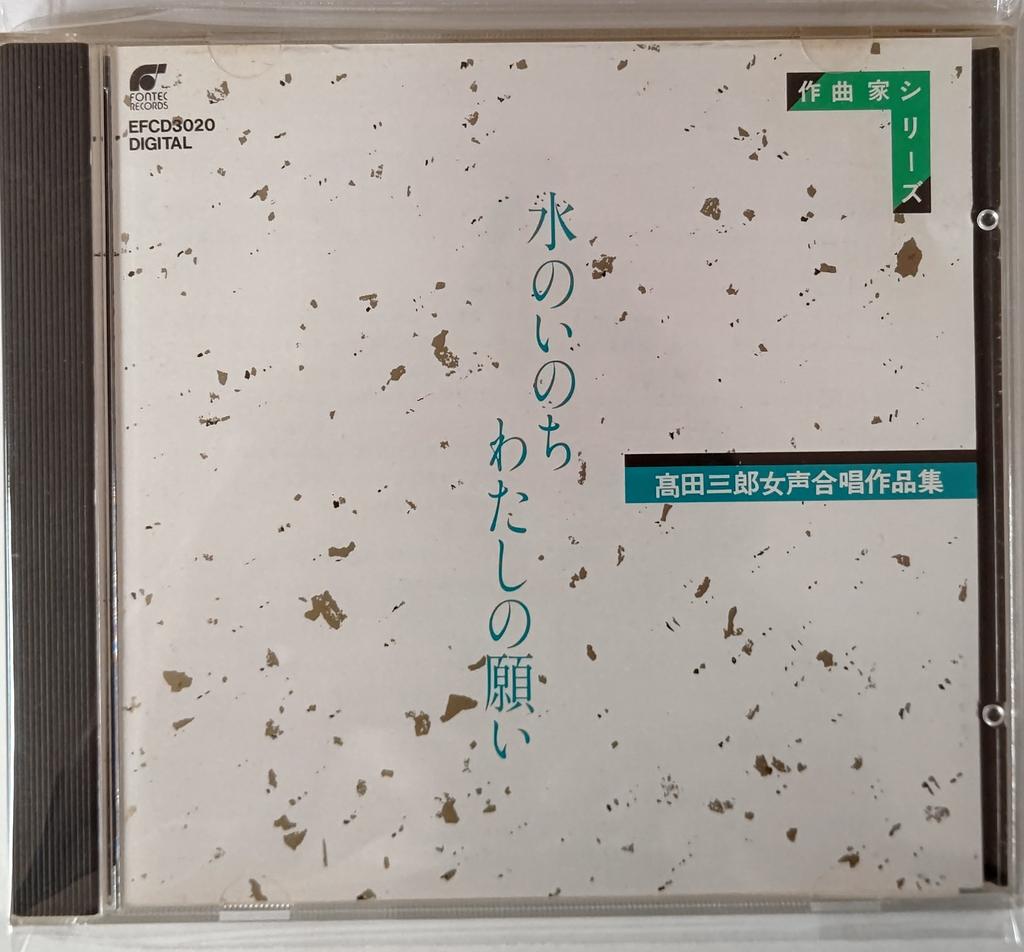 FONTEC
RECORDS
EFCD3020
DIGITAL
作曲家シリーズ
水のいのち
わたしの願い
髙田三郎女声合唱作品集